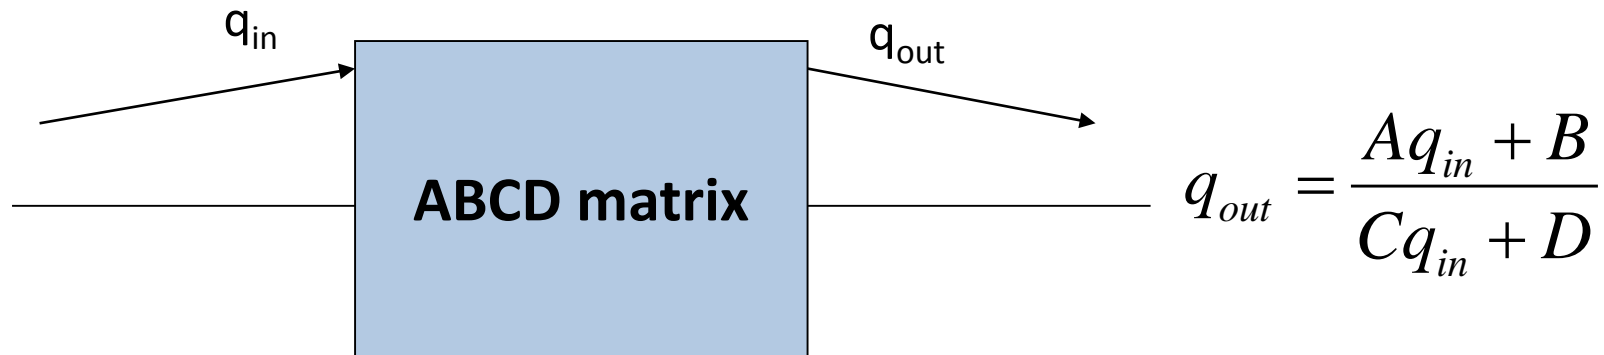 q_in
q_out
ABCD matrix
q_out = (Aq_in + B) / (Cq_in + D)